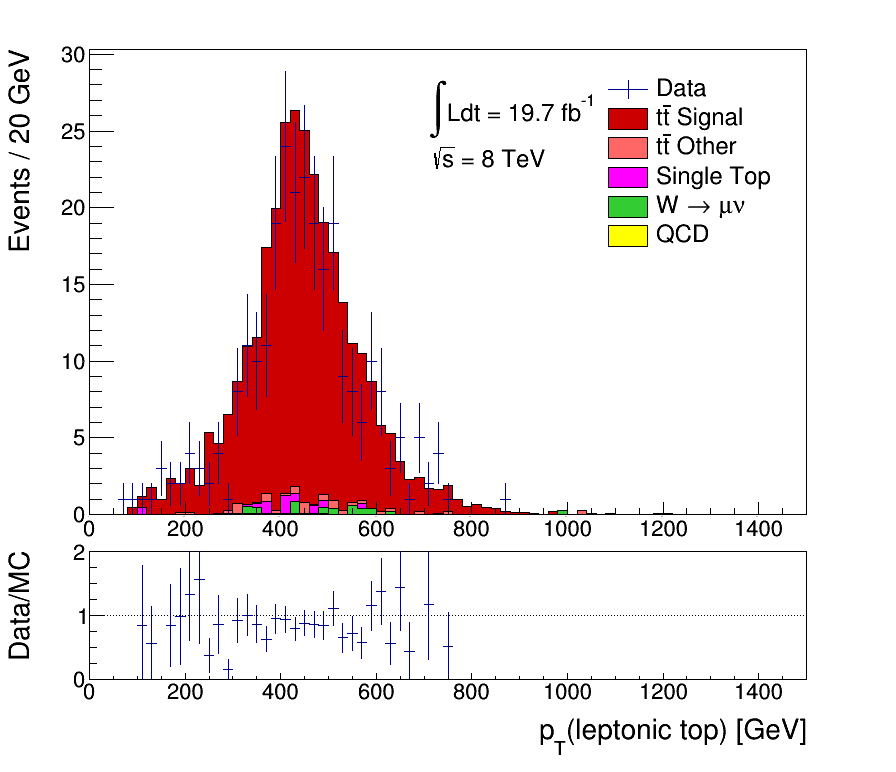 Events / 20 GeV
30
25
20
15
10
5
0
∫Ldt = 19.7 fb⁻¹
√s = 8 TeV
Data
tt̄ Signal
tt̄ Other
Single Top
W → μν
QCD
0 200 400 600 800 1000 1200 1400
Data/MC
2
1
0
0 200 400 600 800 1000 1200 1400
p_T(leptonic top) [GeV]